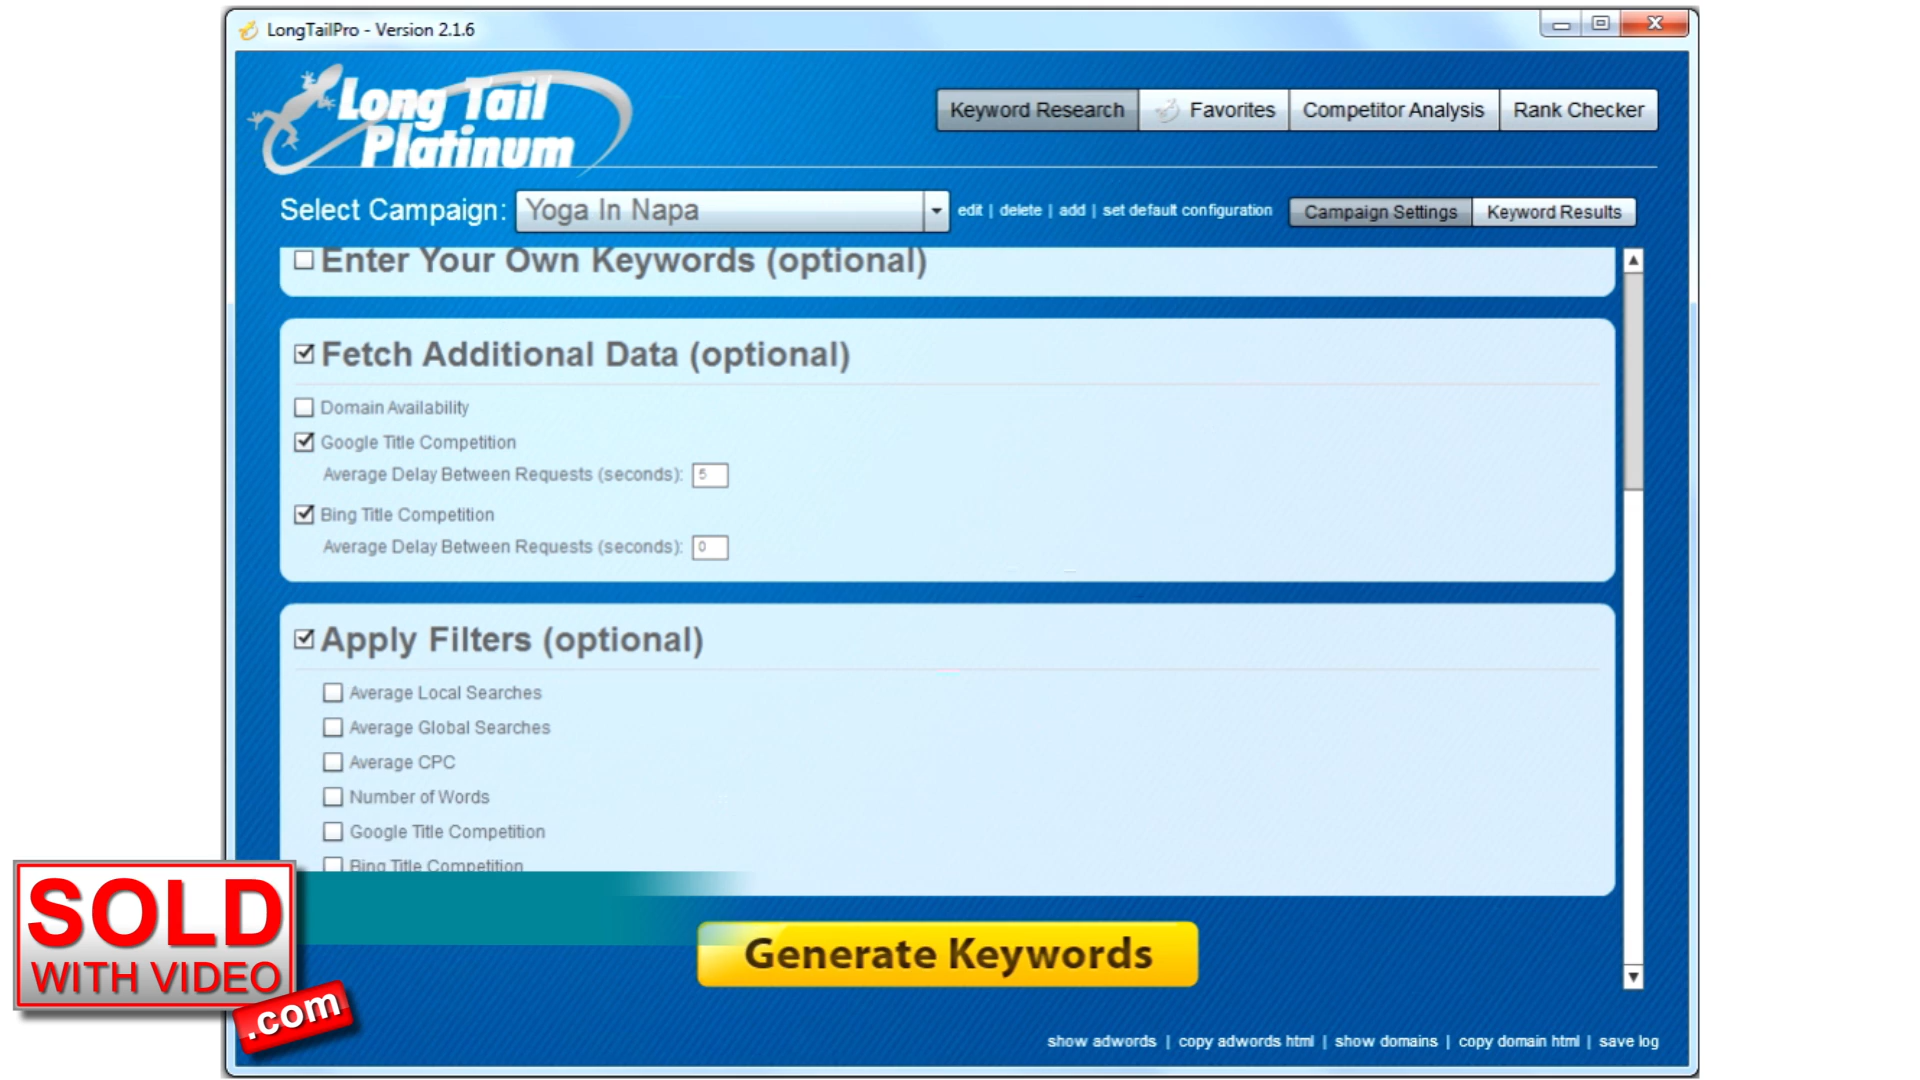 LongTailPro - Version 2.1.6
Long Tail
Platinum
Keyword Research Favorites Competitor Analysis Rank Checker
Select Campaign: Yoga In Napa edit | delete | add | set default configuration Campaign Settings Keyword Results
Enter Your Own Keywords (optional)
Fetch Additional Data (optional)
Domain Availability
Google Title Competition
Average Delay Between Requests (seconds): 5
Bing Title Competition
Average Delay Between Requests (seconds): 0
Apply Filters (optional)
Average Local Searches
Average Global Searches
Average CPC
Number of Words
Google Title Competition
Bing Title Competition
Generate Keywords
SOLD
WITH VIDEO
.com
show adwords | copy adwords html | show domains | copy domain html | save log